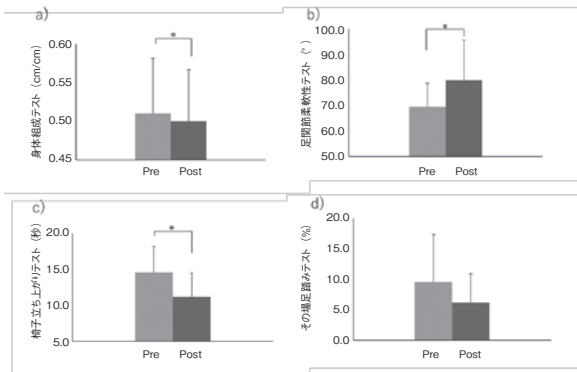 a)
身体組成テスト (cm/cm)
0.60
0.55
0.50
0.45
*
Pre Post
b)
足関節柔軟性テスト (°)
100.0
90.0
80.0
70.0
60.0
50.0
*
Pre Post
c)
椅子立ち上がりテスト (秒)
20.0
15.0
10.0
5.0
*
Pre Post
d)
その場足踏みテスト (%)
20.0
15.0
10.0
5.0
0.0
Pre Post